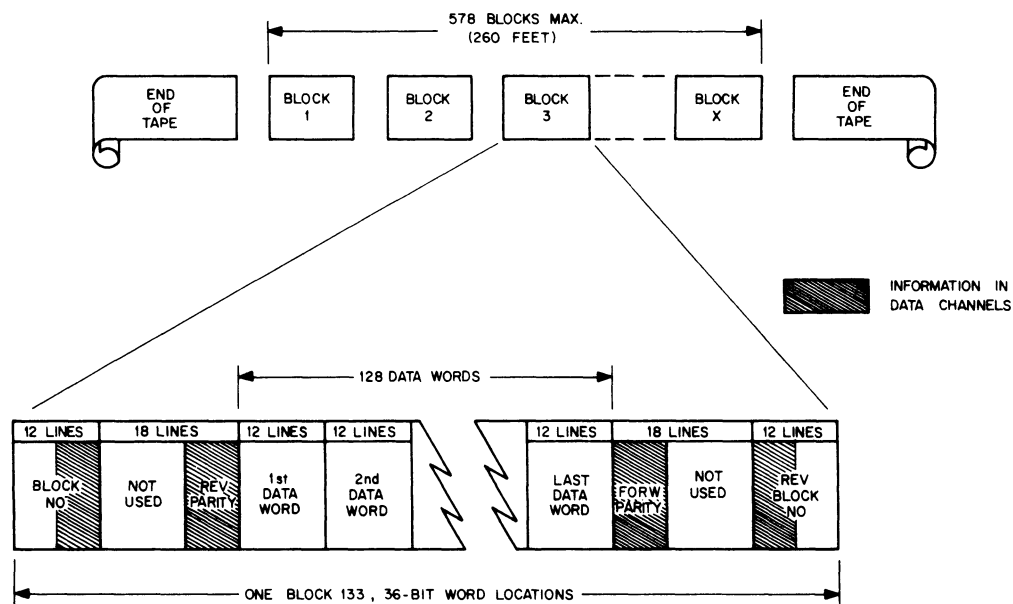 578 BLOCKS MAX.
(260 FEET)
END
OF
TAPE
BLOCK
1
BLOCK
2
BLOCK
3
BLOCK
X
END
OF
TAPE
INFORMATION IN
DATA CHANNELS
128 DATA WORDS
12 LINES
18 LINES
12 LINES
12 LINES
12 LINES
18 LINES
12 LINES
BLOCK
NO
NOT
USED
REV
PARITY
1st
DATA
WORD
2nd
DATA
WORD
LAST
DATA
WORD
FORW
PARITY
NOT
USED
REV
BLOCK
NO
ONE BLOCK 133, 36-BIT WORD LOCATIONS